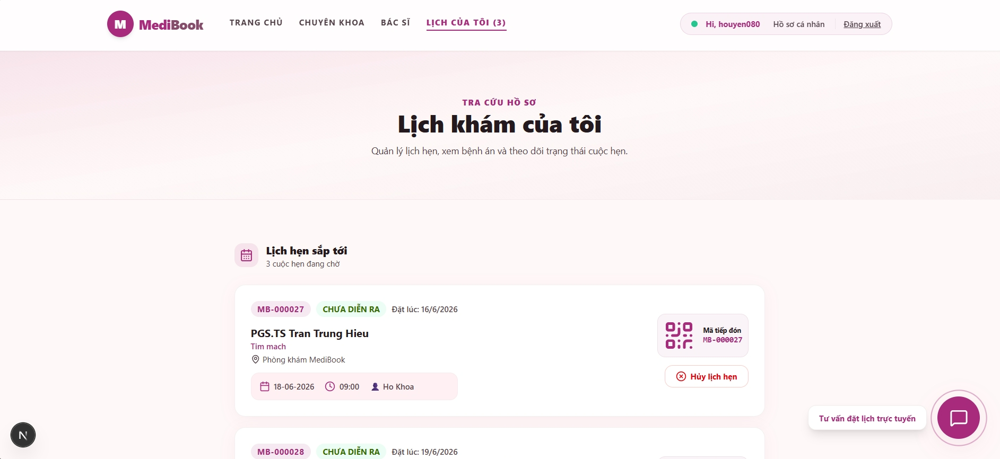 M MediBook
TRANG CHỦ CHUYÊN KHOA BÁC SĨ LỊCH CỦA TÔI (3)
Hi, houyen080 Hồ sơ cá nhân Đăng xuất
TRA CỨU HỒ SƠ
Lịch khám của tôi
Quản lý lịch hẹn, xem bệnh án và theo dõi trạng thái cuộc hẹn.
Lịch hẹn sắp tới
3 cuộc hẹn đang chờ
MB-000027 CHƯA DIỄN RA Đặt lúc: 16/6/2026
PGS.TS Tran Trung Hieu
Tim mach
Phòng khám MediBook
18-06-2026 09:00 Ho Khoa
Mã tiếp đón
MB-000027
Hủy lịch hẹn
Tư vấn đặt lịch trực tuyến
N
MB-000028 CHƯA DIỄN RA Đặt lúc: 19/6/2026